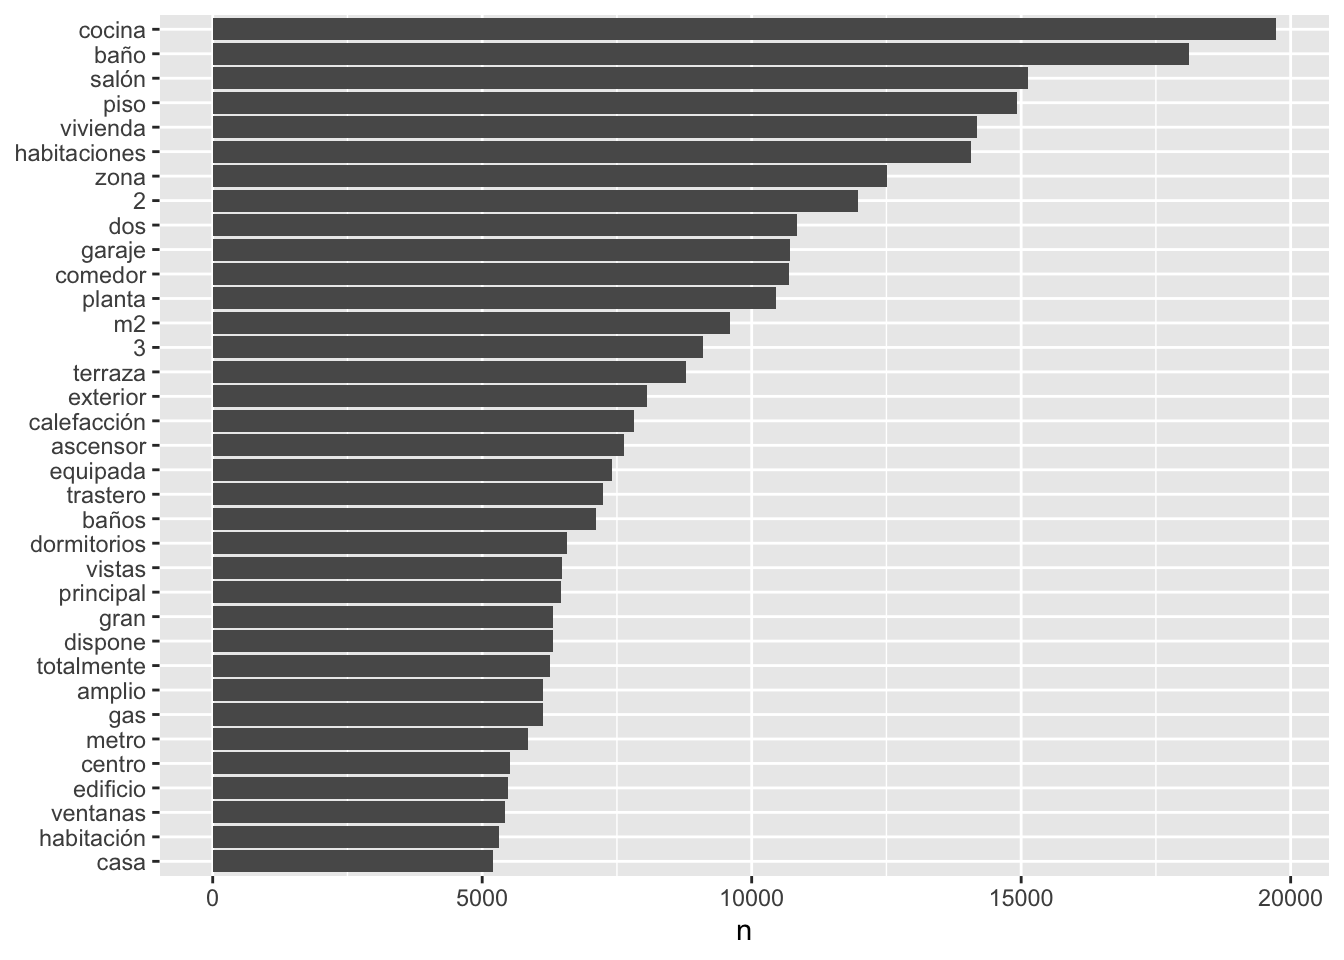 cocina
baño
salón
piso
vivienda
habitaciones
zona
2
dos
garaje
comedor
planta
m2
3
terraza
exterior
calefacción
ascensor
equipada
trastero
baños
dormitorios
vistas
principal
gran
dispone
totalmente
amplio
gas
metro
centro
edificio
ventanas
habitación
casa
0 5000 10000 15000 20000
n